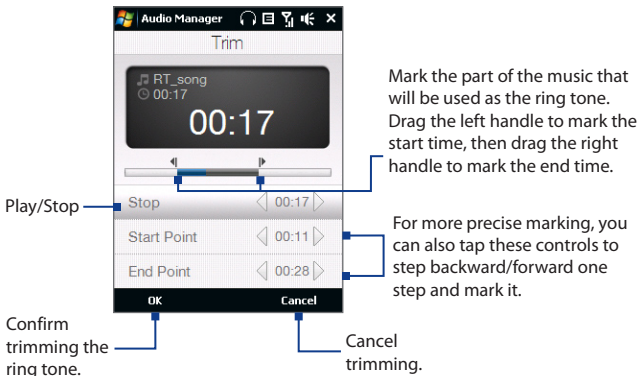 Audio Manager
Trim
RT_song
00:17
00:17
Mark the part of the music that
will be used as the ring tone.
Drag the left handle to mark the
start time, then drag the right
handle to mark the end time.
Play/Stop
Stop
00:17
Start Point
00:11
End Point
00:28
For more precise marking, you
can also tap these controls to
step backward/forward one
step and mark it.
OK
Cancel
Confirm
trimming the
ring tone.
Cancel
trimming.